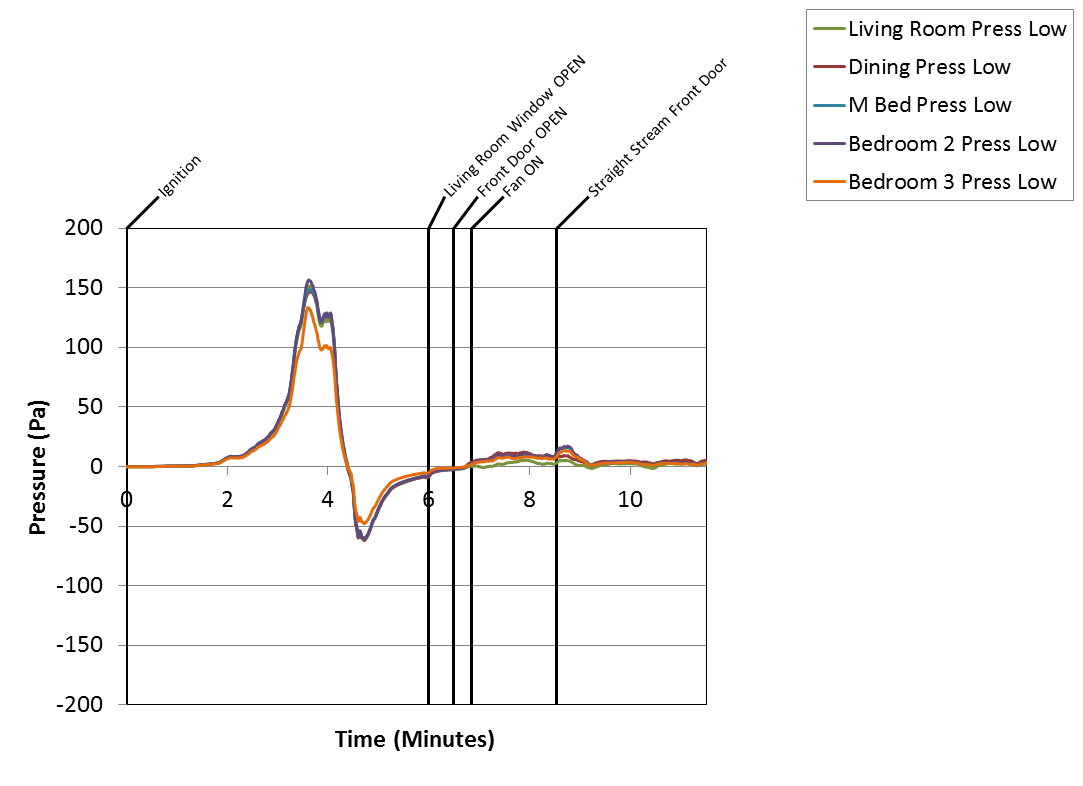 Living Room Press Low
Dining Press Low
M Bed Press Low
Bedroom 2 Press Low
Bedroom 3 Press Low
Ignition
Living Room Window OPEN
Front Door OPEN
Fan ON
Straight Stream Front Door
200
150
100
50
0
-50
-100
-150
-200
Pressure (Pa)
0 2 4 6 8 10
Time (Minutes)